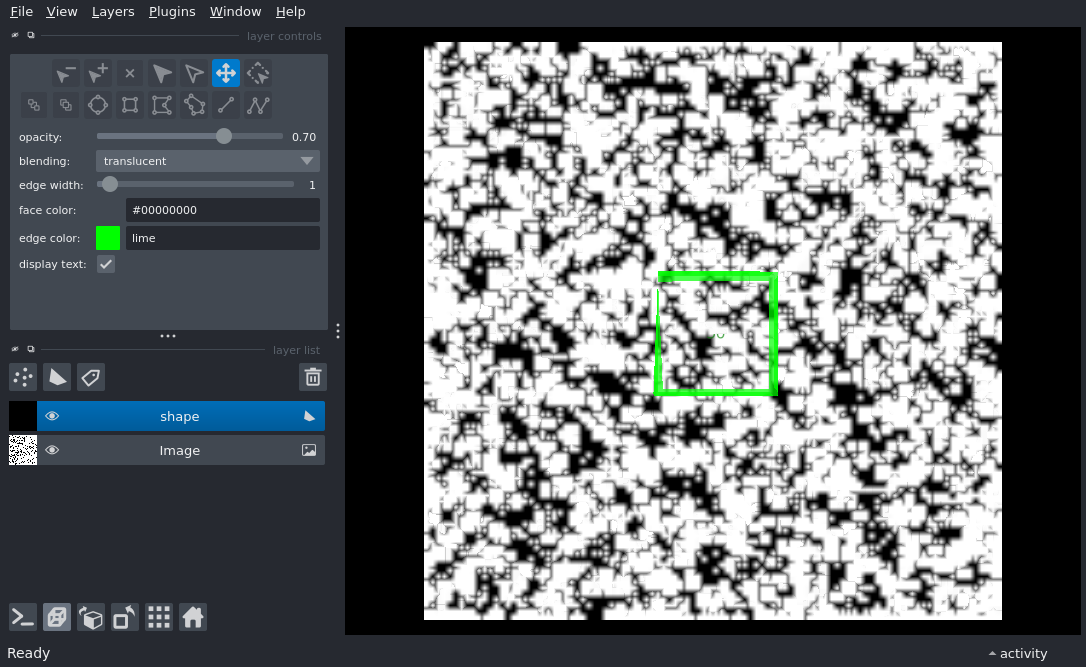 File View Layers Plugins Window Help
layer controls
opacity: 0.70
blending: translucent
edge width: 1
face color: #00000000
edge color: lime
display text:
layer list
shape
Image
Ready
activity